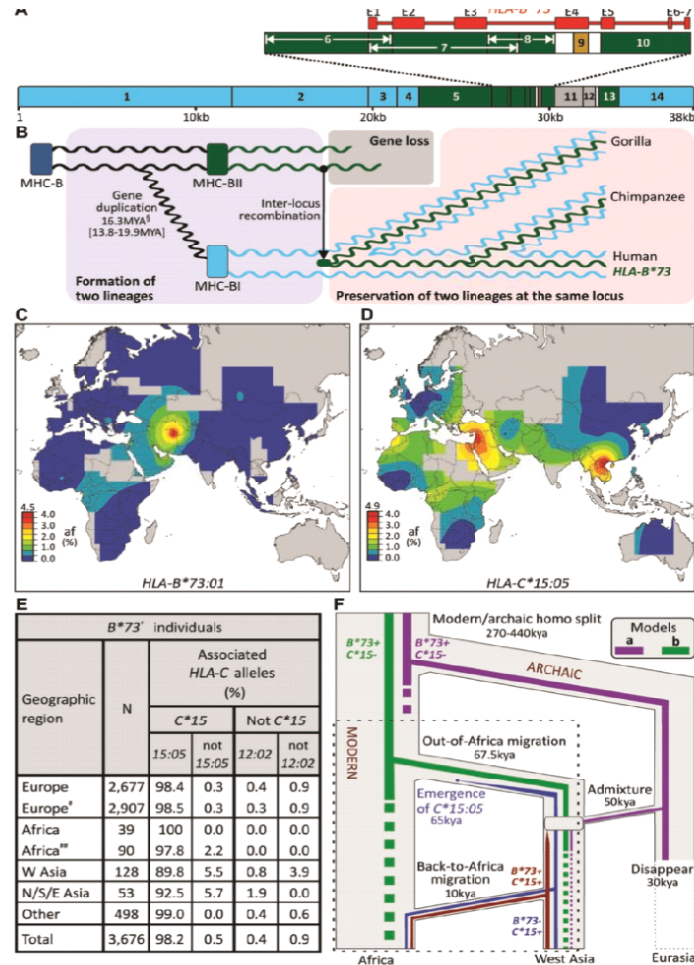 A
E1 E2 E3 HLA-B*73 E4 E5 E6-7
6 8 9 10
7
1 2 3 4 5 11 12 13 14
1 10kb 20kb 30kb 38kb
B
Gene loss
Gorilla
MHC-B
MHC-BII
Gene
duplication
16.3MYA§
[13.8-19.9MYA]
Inter-locus
recombination
Chimpanzee
Human
HLA-B*73
Formation of
two lineages
MHC-BI
Preservation of two lineages at the same locus
C
4.5
4.0
3.0
2.0
1.0
0.0
af
(%)
HLA-B*73:01
D
4.9
4.0
3.0
2.0
1.0
0.0
af
(%)
HLA-C*15:05
E
B*73+ individuals
Geographic
region
N
Associated
HLA-C alleles
(%)
C*15 Not C*15
15:05 not
15:05 12:02 not
12:02
Europe 2,677 98.4 0.3 0.4 0.9
Europe# 2,907 98.5 0.3 0.3 0.9
Africa 39 100 0.0 0.0 0.0
Africa## 90 97.8 2.2 0.0 0.0
W Asia 128 89.8 5.5 0.8 3.9
N/S/E Asia 53 92.5 5.7 1.9 0.0
Other 498 99.0 0.0 0.4 0.6
Total 3,676 98.2 0.5 0.4 0.9
F
Modern/archaic homo split
270-440kya
Models
a b
B*73+
C*15-
B*73+
C*15-
ARCHAIC
MODERN
Out-of-Africa migration
67.5kya
Emergence
of C*15:05
65kya
Admixture
50kya
Back-to-Africa
migration
10kya
B*73+
C*15+
Disappear
30kya
B*73-
C*15+
Africa West Asia Eurasia